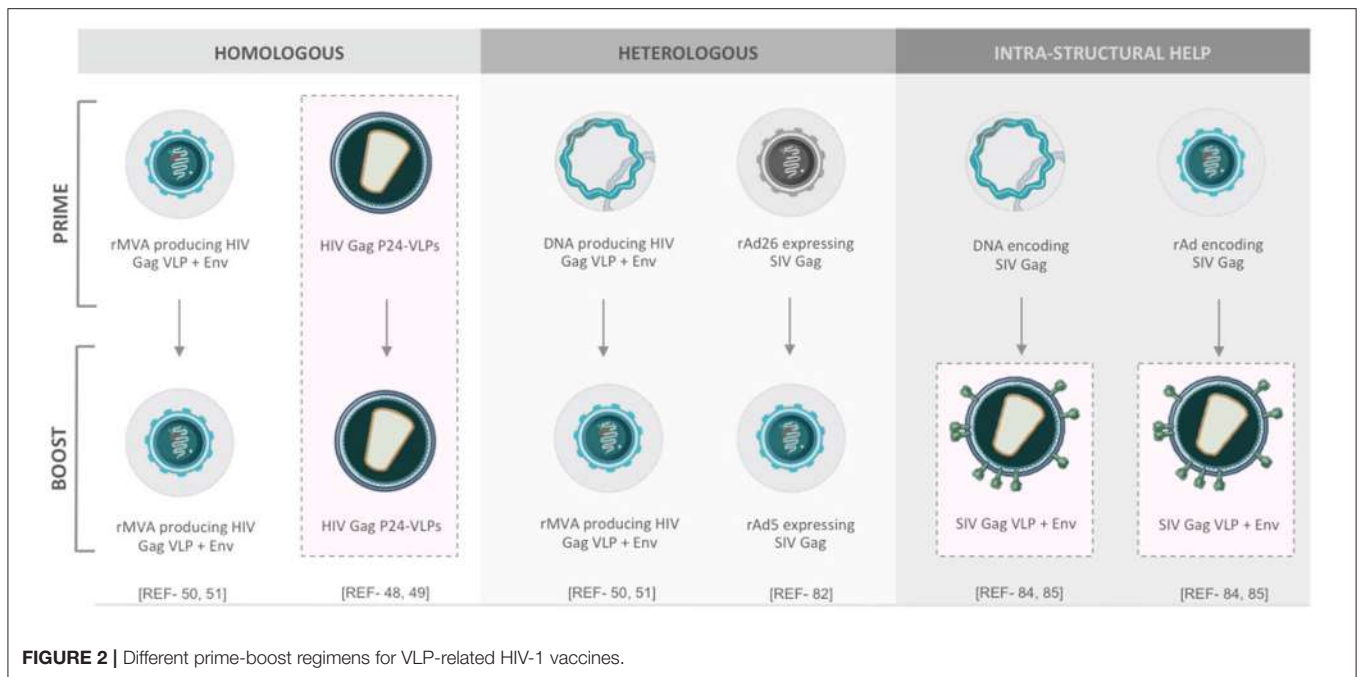 HOMOLOGOUS
HETEROLOGOUS
INTRA-STRUCTURAL HELP
PRIME
rMVA producing HIV
Gag VLP + Env
HIV Gag P24-VLPs
DNA producing HIV
Gag VLP + Env
rAd26 expressing
SIV Gag
DNA encoding
SIV Gag
rAd encoding
SIV Gag
BOOST
rMVA producing HIV
Gag VLP + Env
HIV Gag P24-VLPs
rMVA producing HIV
Gag VLP + Env
rAd5 expressing
SIV Gag
SIV Gag VLP + Env
SIV Gag VLP + Env
[REF- 50, 51]
[REF- 48, 49]
[REF- 50, 51]
[REF- 82]
[REF- 84, 85]
[REF- 84, 85]
FIGURE 2 | Different prime-boost regimens for VLP-related HIV-1 vaccines.